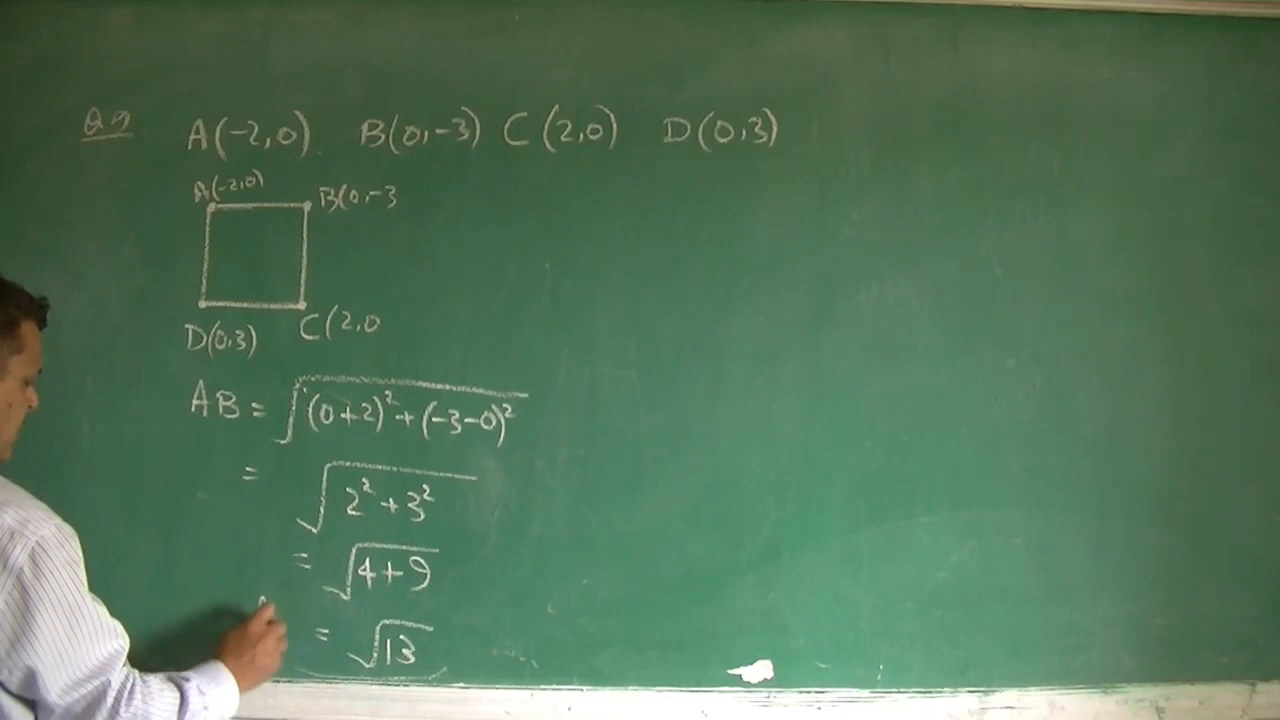 Q9 A(-2,0) B(0,-3) C(2,0) D(0,3)
A(-2,0) B(0,-3
D(0,3) C(2,0
AB = √(0+2)²+(-3-0)²
= √2²+3²
= √4+9
= √13